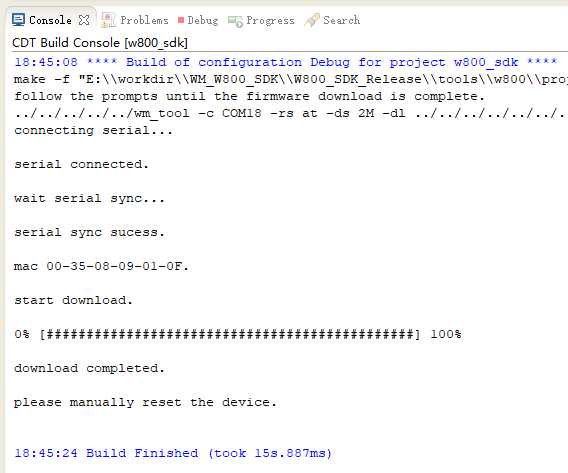 Console Problems Debug Progress Search
CDT Build Console [w800_sdk]
18:45:08 **** Build of configuration Debug for project w800_sdk ****
make -f "E:\\workdir\\WM_W800_SDK\\W800_SDK_Release\\tools\\w800\\pro
follow the prompts until the firmware download is complete.
../../../../../wm_tool -c COM18 -rs at -ds 2M -dl ../../../../../../.
connecting serial...
serial connected.
wait serial sync...
serial sync sucess.
mac 00-35-08-09-01-0F.
start download.
0% [##############################################] 100%
download completed.
please manually reset the device.
18:45:24 Build Finished (took 15s.887ms)